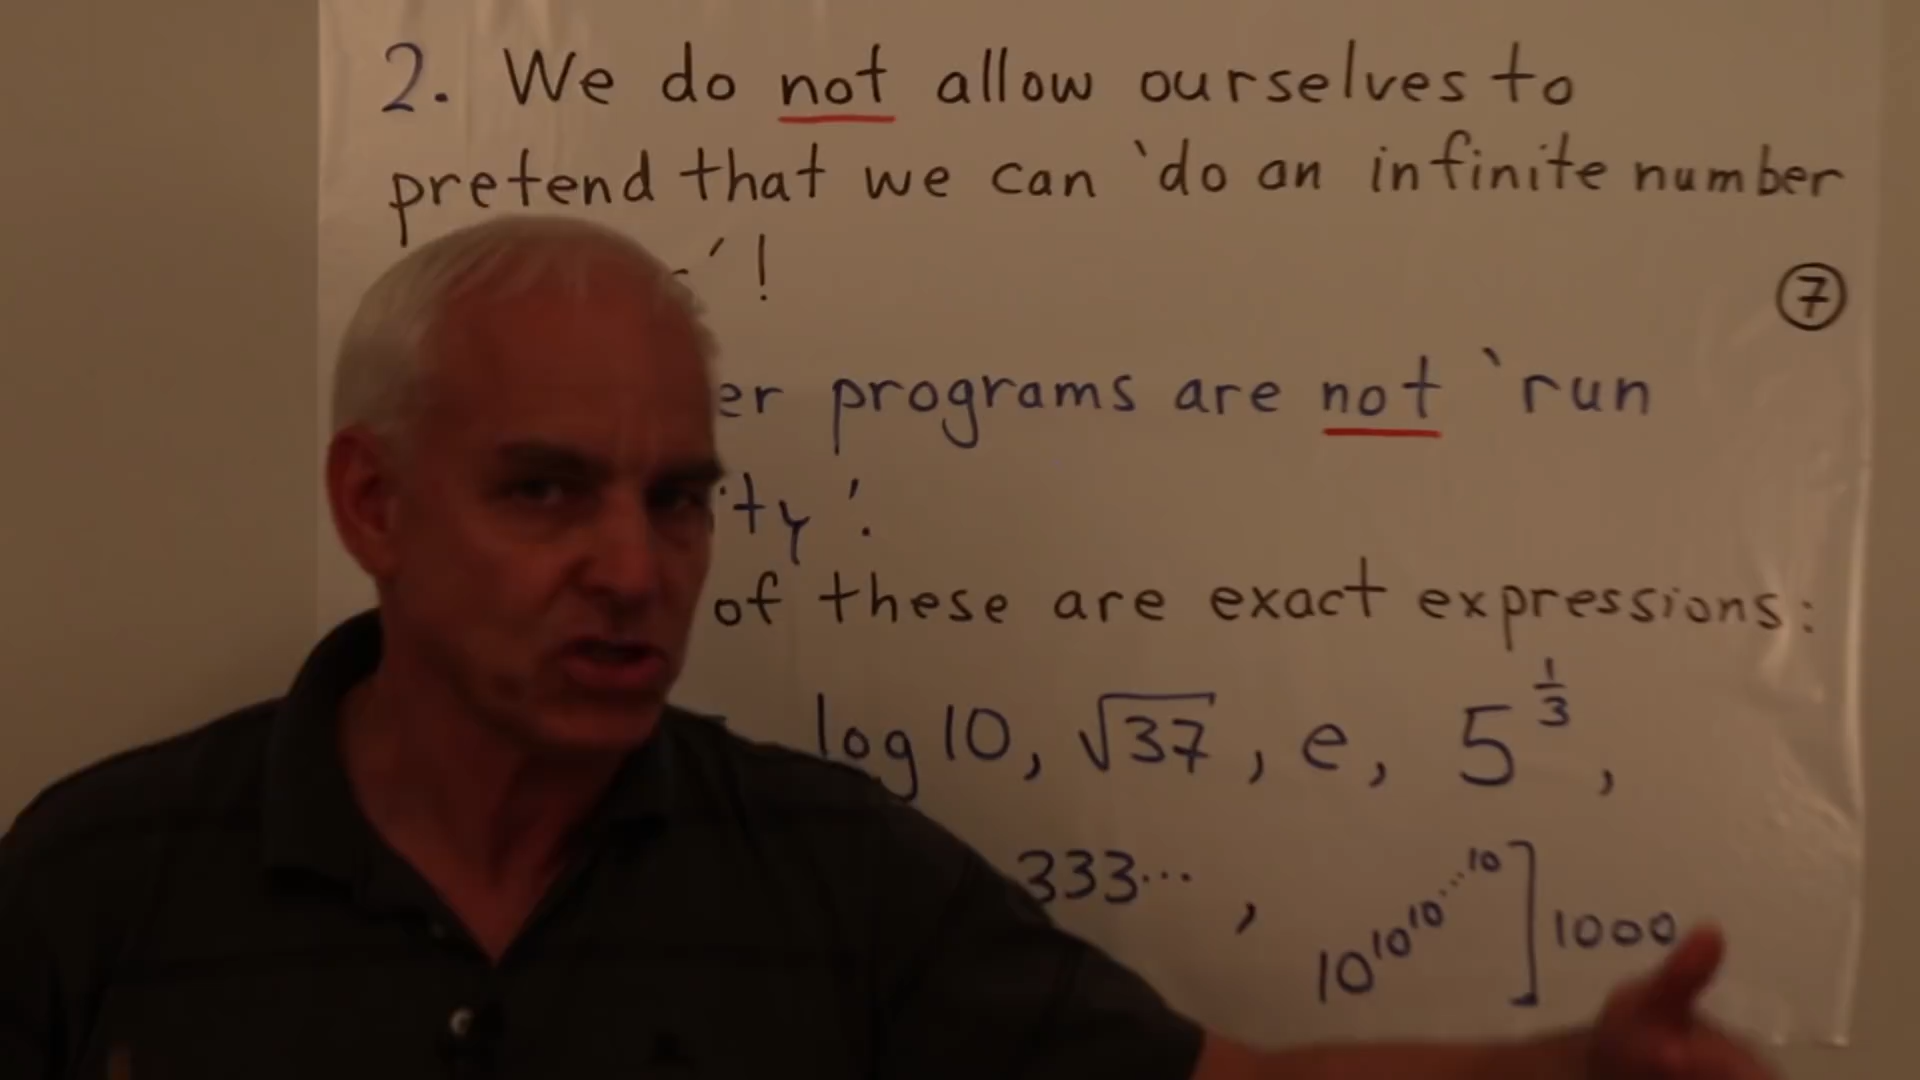 2. We do not allow ourselves to
pretend that we can 'do an infinite number
'!
7
er programs are not 'run
ity'.
of these are exact expressions:
log 10, √37, e, 5^(1/3),
333..., 10^10^10^...^10 ] 1000